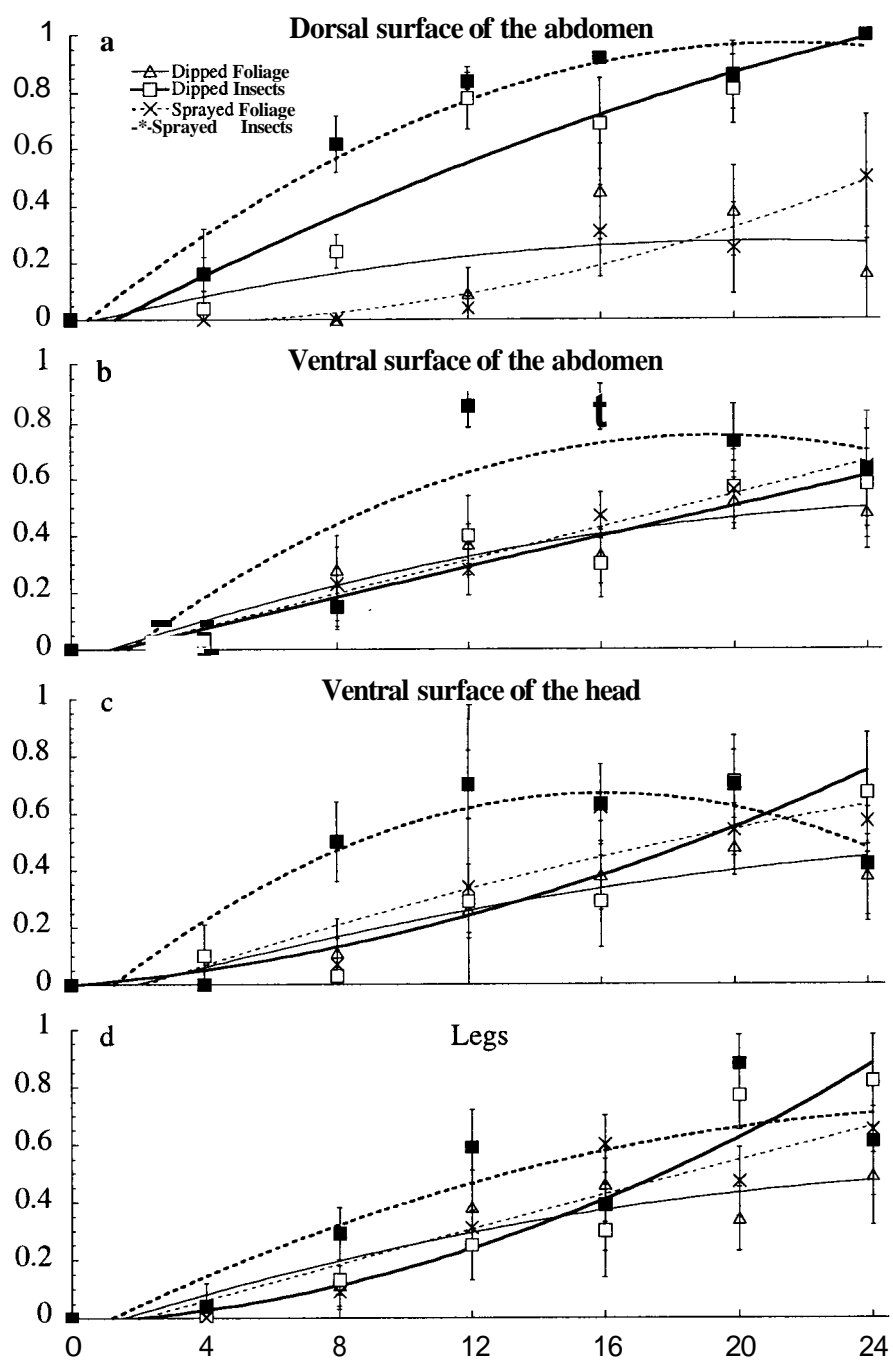 Dorsal surface of the abdomen
1
a
Dipped Foliage
Dipped Insects
Sprayed Foliage
-*-Sprayed Insects
0.8
0.6
0.4
0.2
0
Ventral surface of the abdomen
1
b
t
0.8
0.6
0.4
0.2
0
Ventral surface of the head
1
c
0.8
0.6
0.4
0.2
0
Legs
1
d
0.8
0.6
0.4
0.2
0
0 4 8 12 16 20 24